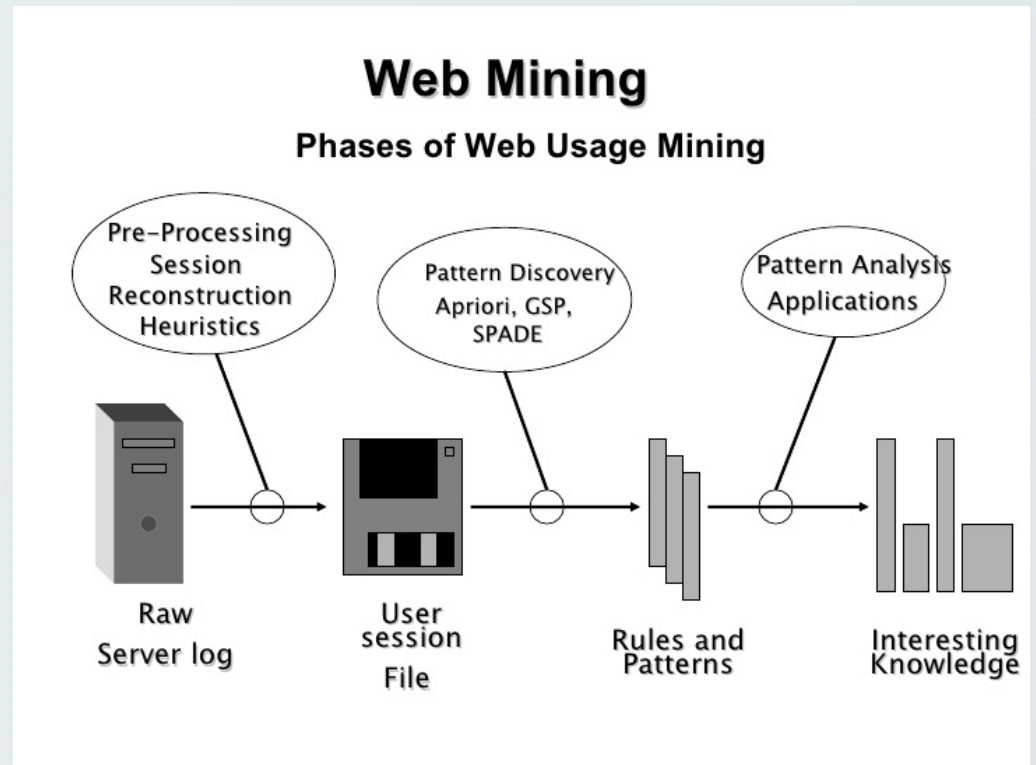 Web Mining
Phases of Web Usage Mining
Pre-Processing
Session
Reconstruction
Heuristics
Pattern Discovery
Apriori, GSP,
SPADE
Pattern Analysis
Applications
Raw
Server log
User
session
File
Rules and
Patterns
Interesting
Knowledge